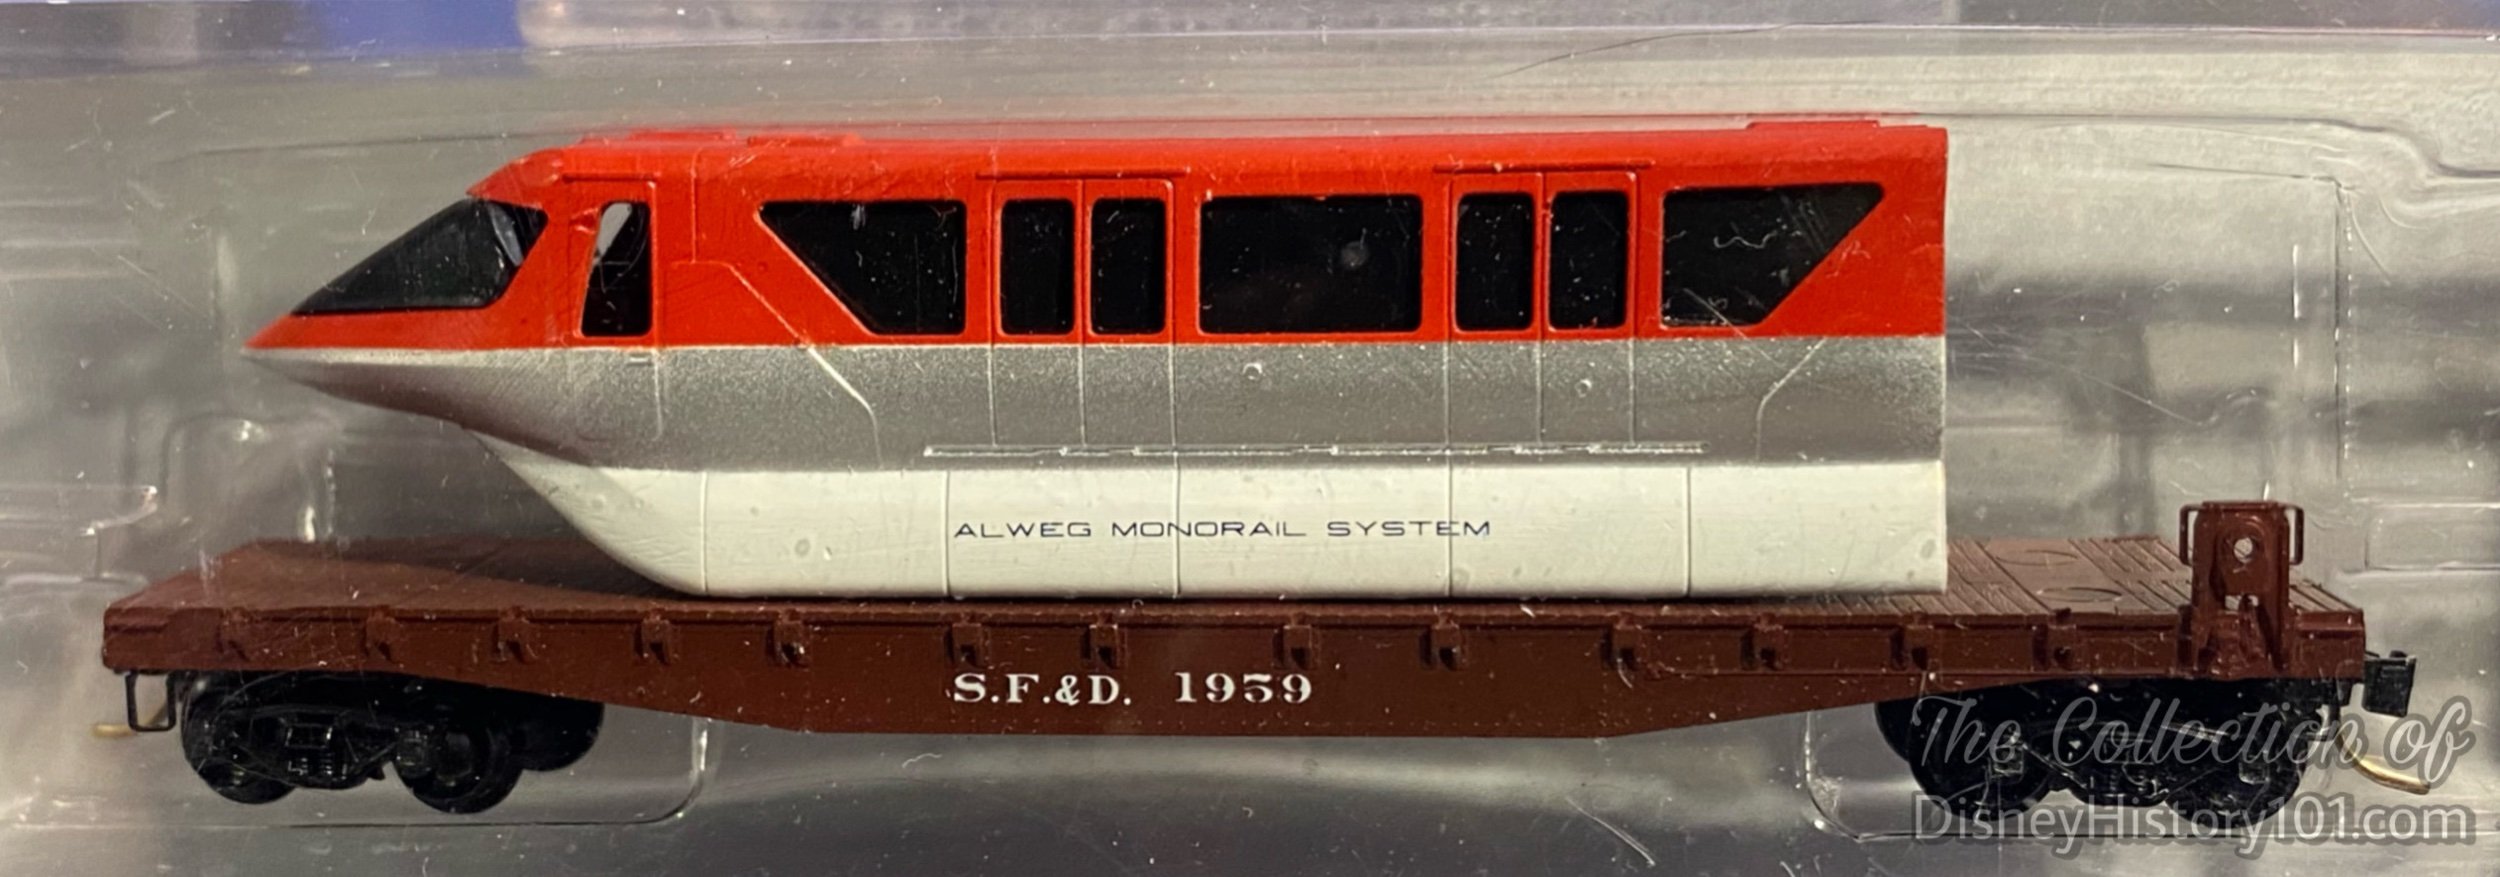 ALWEG MONORAIL SYSTEM
S.F.&D. 1959
The Collection of
DisneyHistory101.com